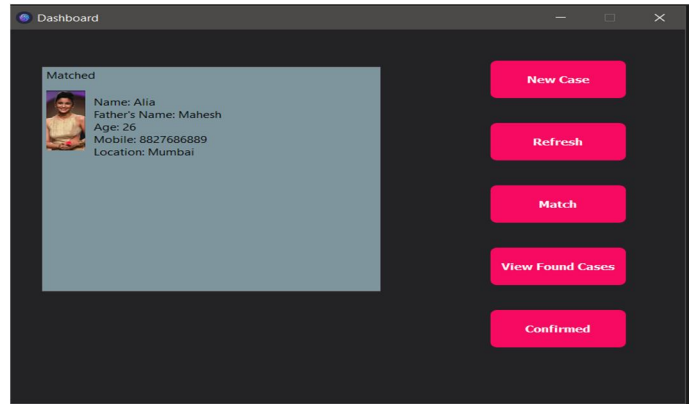 Dashboard
Matched
Name: Alia
Father's Name: Mahesh
Age: 26
Mobile: 8827686889
Location: Mumbai
New Case
Refresh
Match
View Found Cases
Confirmed